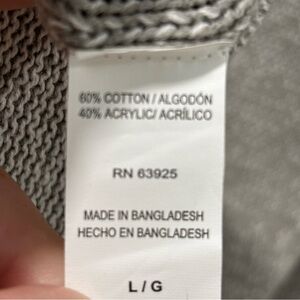 60% COTTON / ALGODÓN
40% ACRYLIC/ ACRÍLICO
RN 63925
MADE IN BANGLADESH
HECHO EN BANGLADESH
L / G